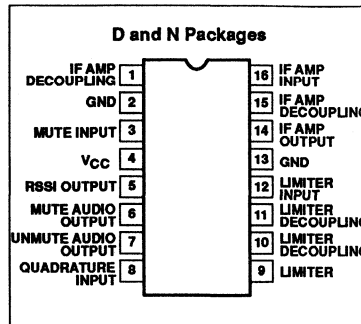 D and N Packages
IF AMP
DECOUPLING 1
GND 2
MUTE INPUT 3
VCC 4
RSSI OUTPUT 5
MUTE AUDIO
OUTPUT 6
UNMUTE AUDIO
OUTPUT 7
QUADRATURE
INPUT 8
16 IF AMP
INPUT
15 IF AMP
DECOUPLING
14 IF AMP
OUTPUT
13 GND
12 LIMITER
INPUT
11 LIMITER
DECOUPLING
10 LIMITER
DECOUPLING
9 LIMITER